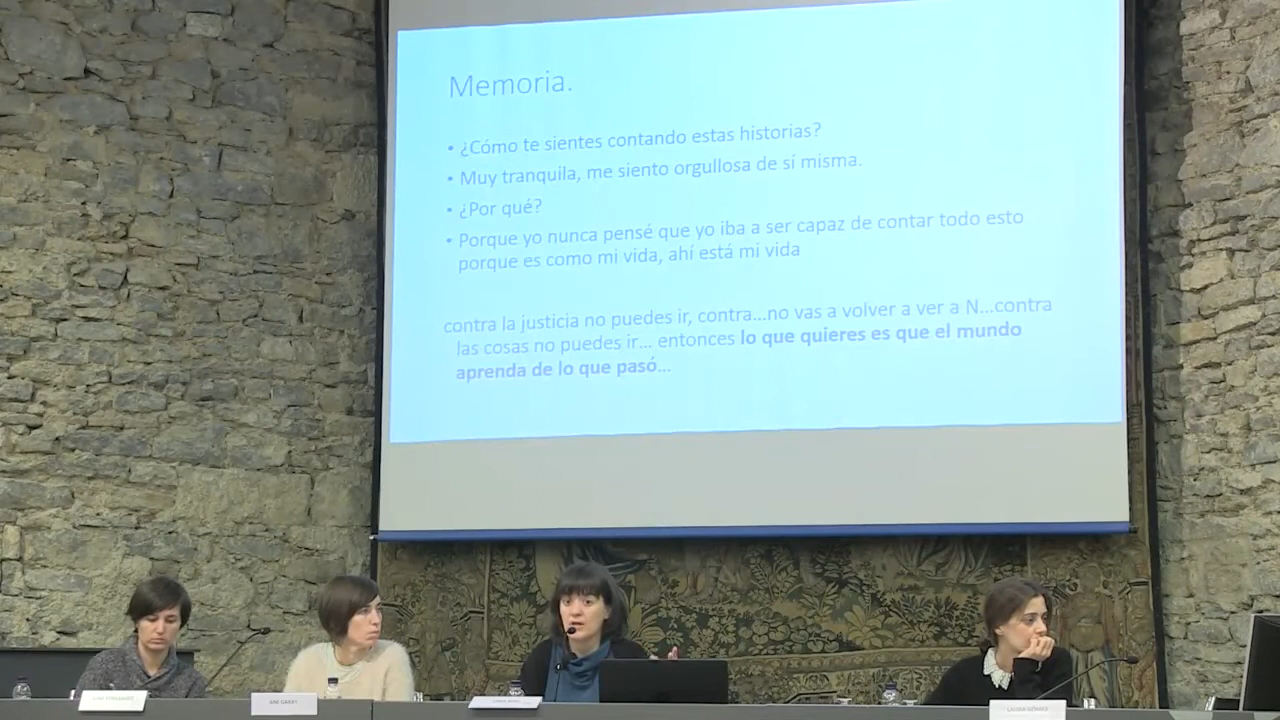 Memoria.
• ¿Cómo te sientes contando estas historias?
• Muy tranquila, me siento orgullosa de sí misma.
• ¿Por qué?
• Porque yo nunca pensé que yo iba a ser capaz de contar todo esto
porque es como mi vida, ahí está mi vida
contra la justicia no puedes ir, contra...no vas a volver a ver a N...contra
las cosas no puedes ir... entonces lo que quieres es que el mundo
aprenda de lo que pasó...